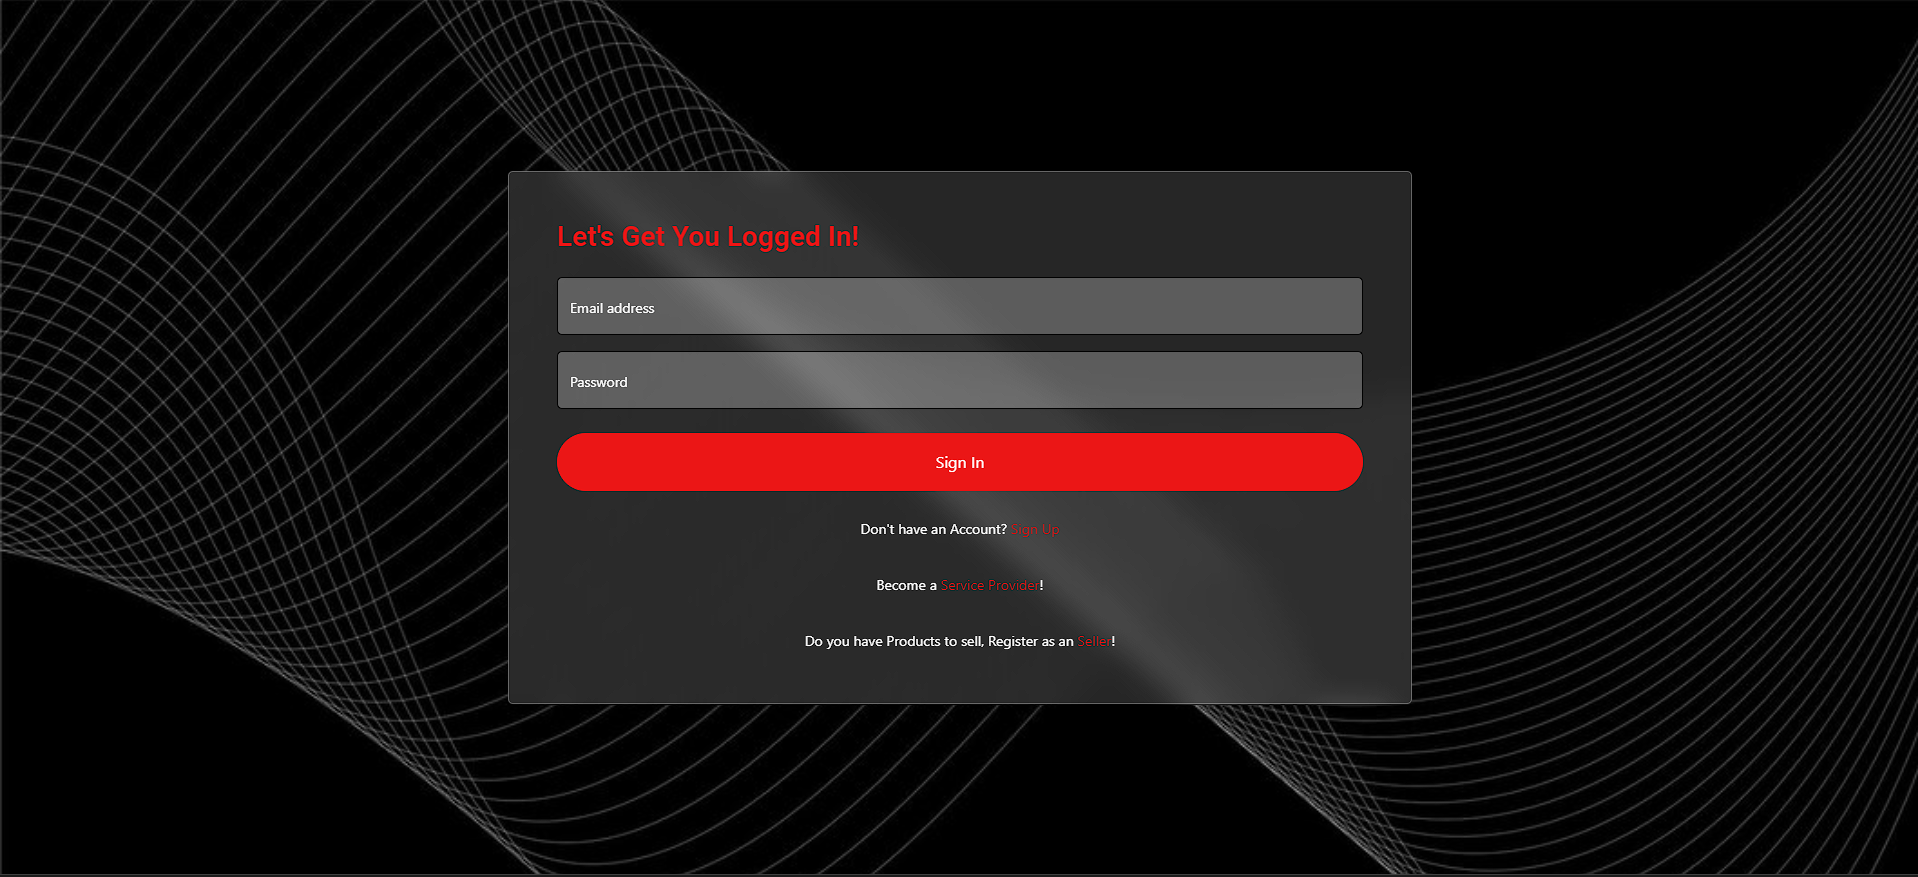 Let's Get You Logged In!
Email address
Password
Sign In
Don't have an Account? Sign Up
Become a Service Provider!
Do you have Products to sell, Register as an Seller!